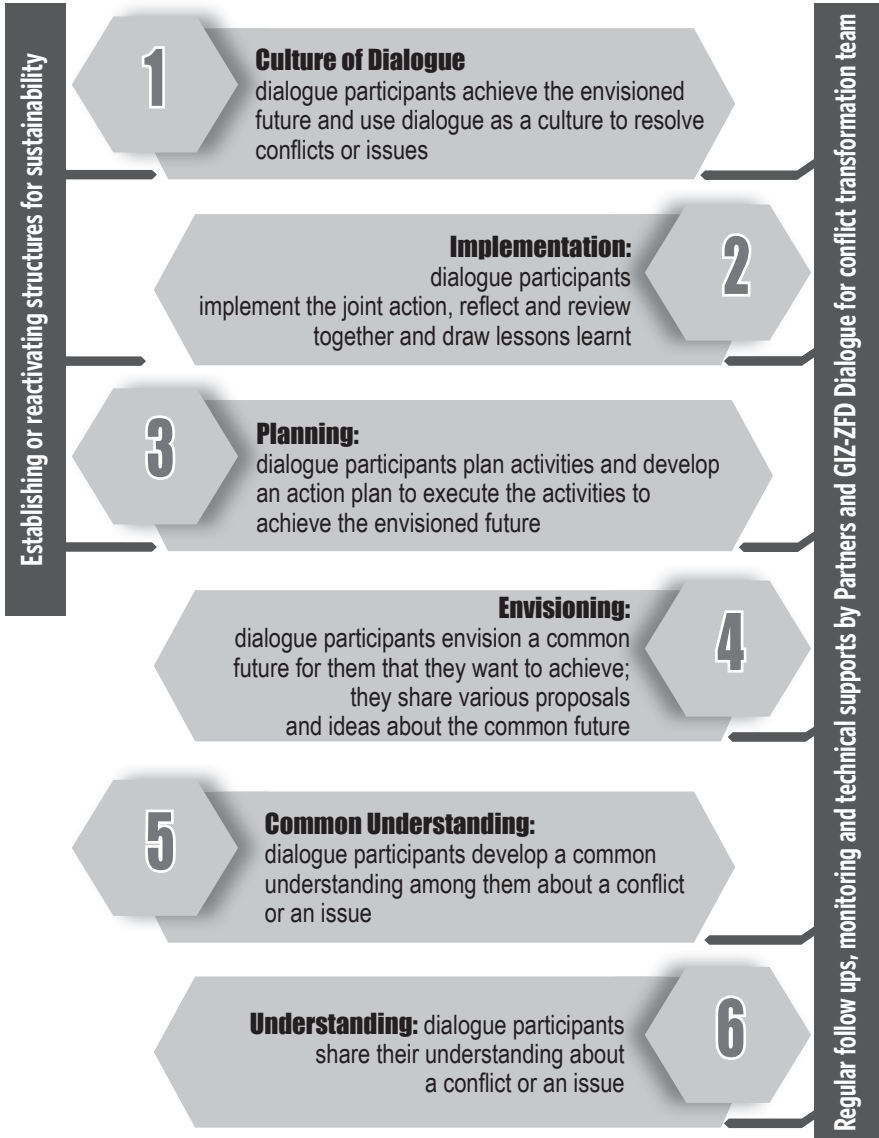 Establishing or reactivating structures for sustainability
1
Culture of Dialogue
dialogue participants achieve the envisioned
future and use dialogue as a culture to resolve
conflicts or issues
2
Implementation:
dialogue participants
implement the joint action, reflect and review
together and draw lessons learnt
3
Planning:
dialogue participants plan activities and develop
an action plan to execute the activities to
achieve the envisioned future
4
Envisioning:
dialogue participants envision a common
future for them that they want to achieve;
they share various proposals
and ideas about the common future
5
Common Understanding:
dialogue participants develop a common
understanding among them about a conflict
or an issue
6
Understanding: dialogue participants
share their understanding about
a conflict or an issue
Regular follow ups, monitoring and technical supports by Partners and GIZ-ZFD Dialogue for conflict transformation team